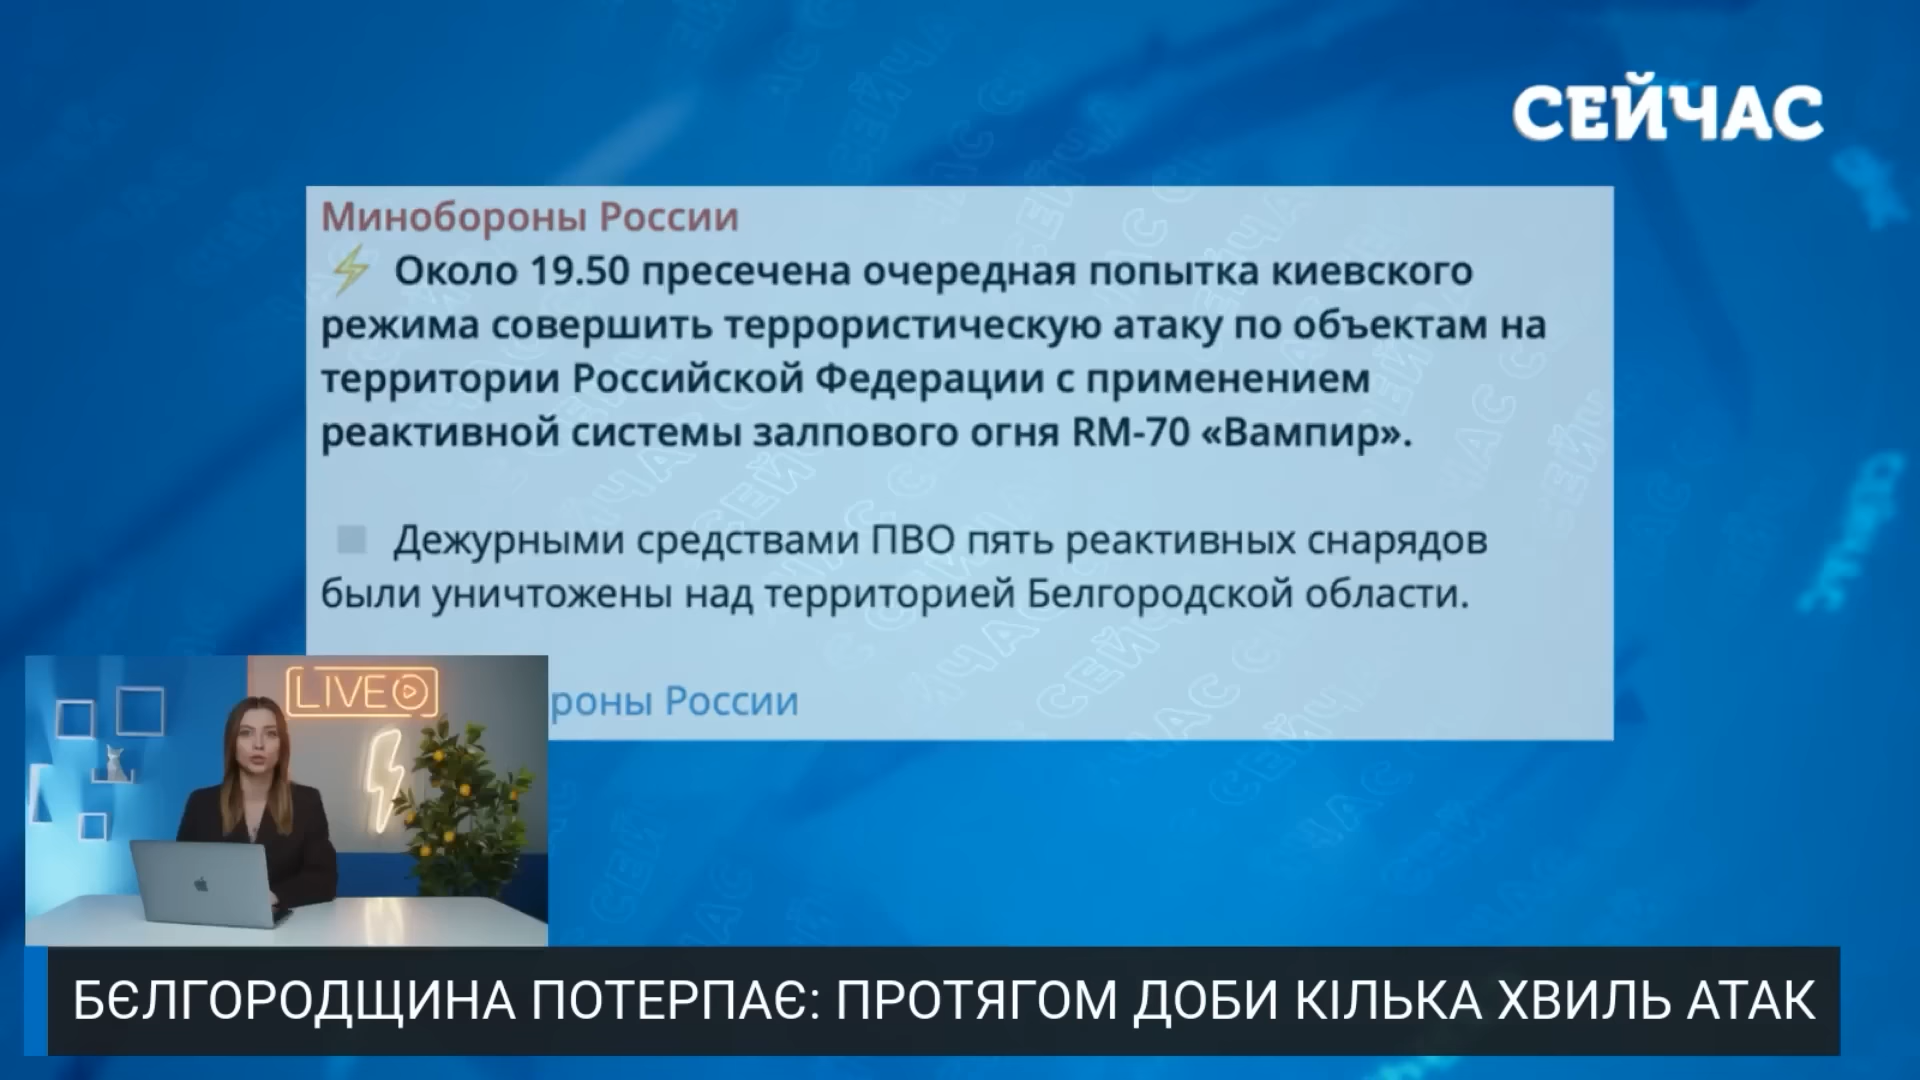 СЕЙЧАС
Минобороны России
⚡ Около 19.50 пресечена очередная попытка киевского
режима совершить террористическую атаку по объектам на
территории Российской Федерации с применением
реактивной системы залпового огня RM-70 «Вампир».
Дежурными средствами ПВО пять реактивных снарядов
были уничтожены над территорией Белгородской области.
роны России
LIVE
БЄЛГОРОДЩИНА ПОТЕРПАЄ: ПРОТЯГОМ ДОБИ КІЛЬКА ХВИЛЬ АТАК